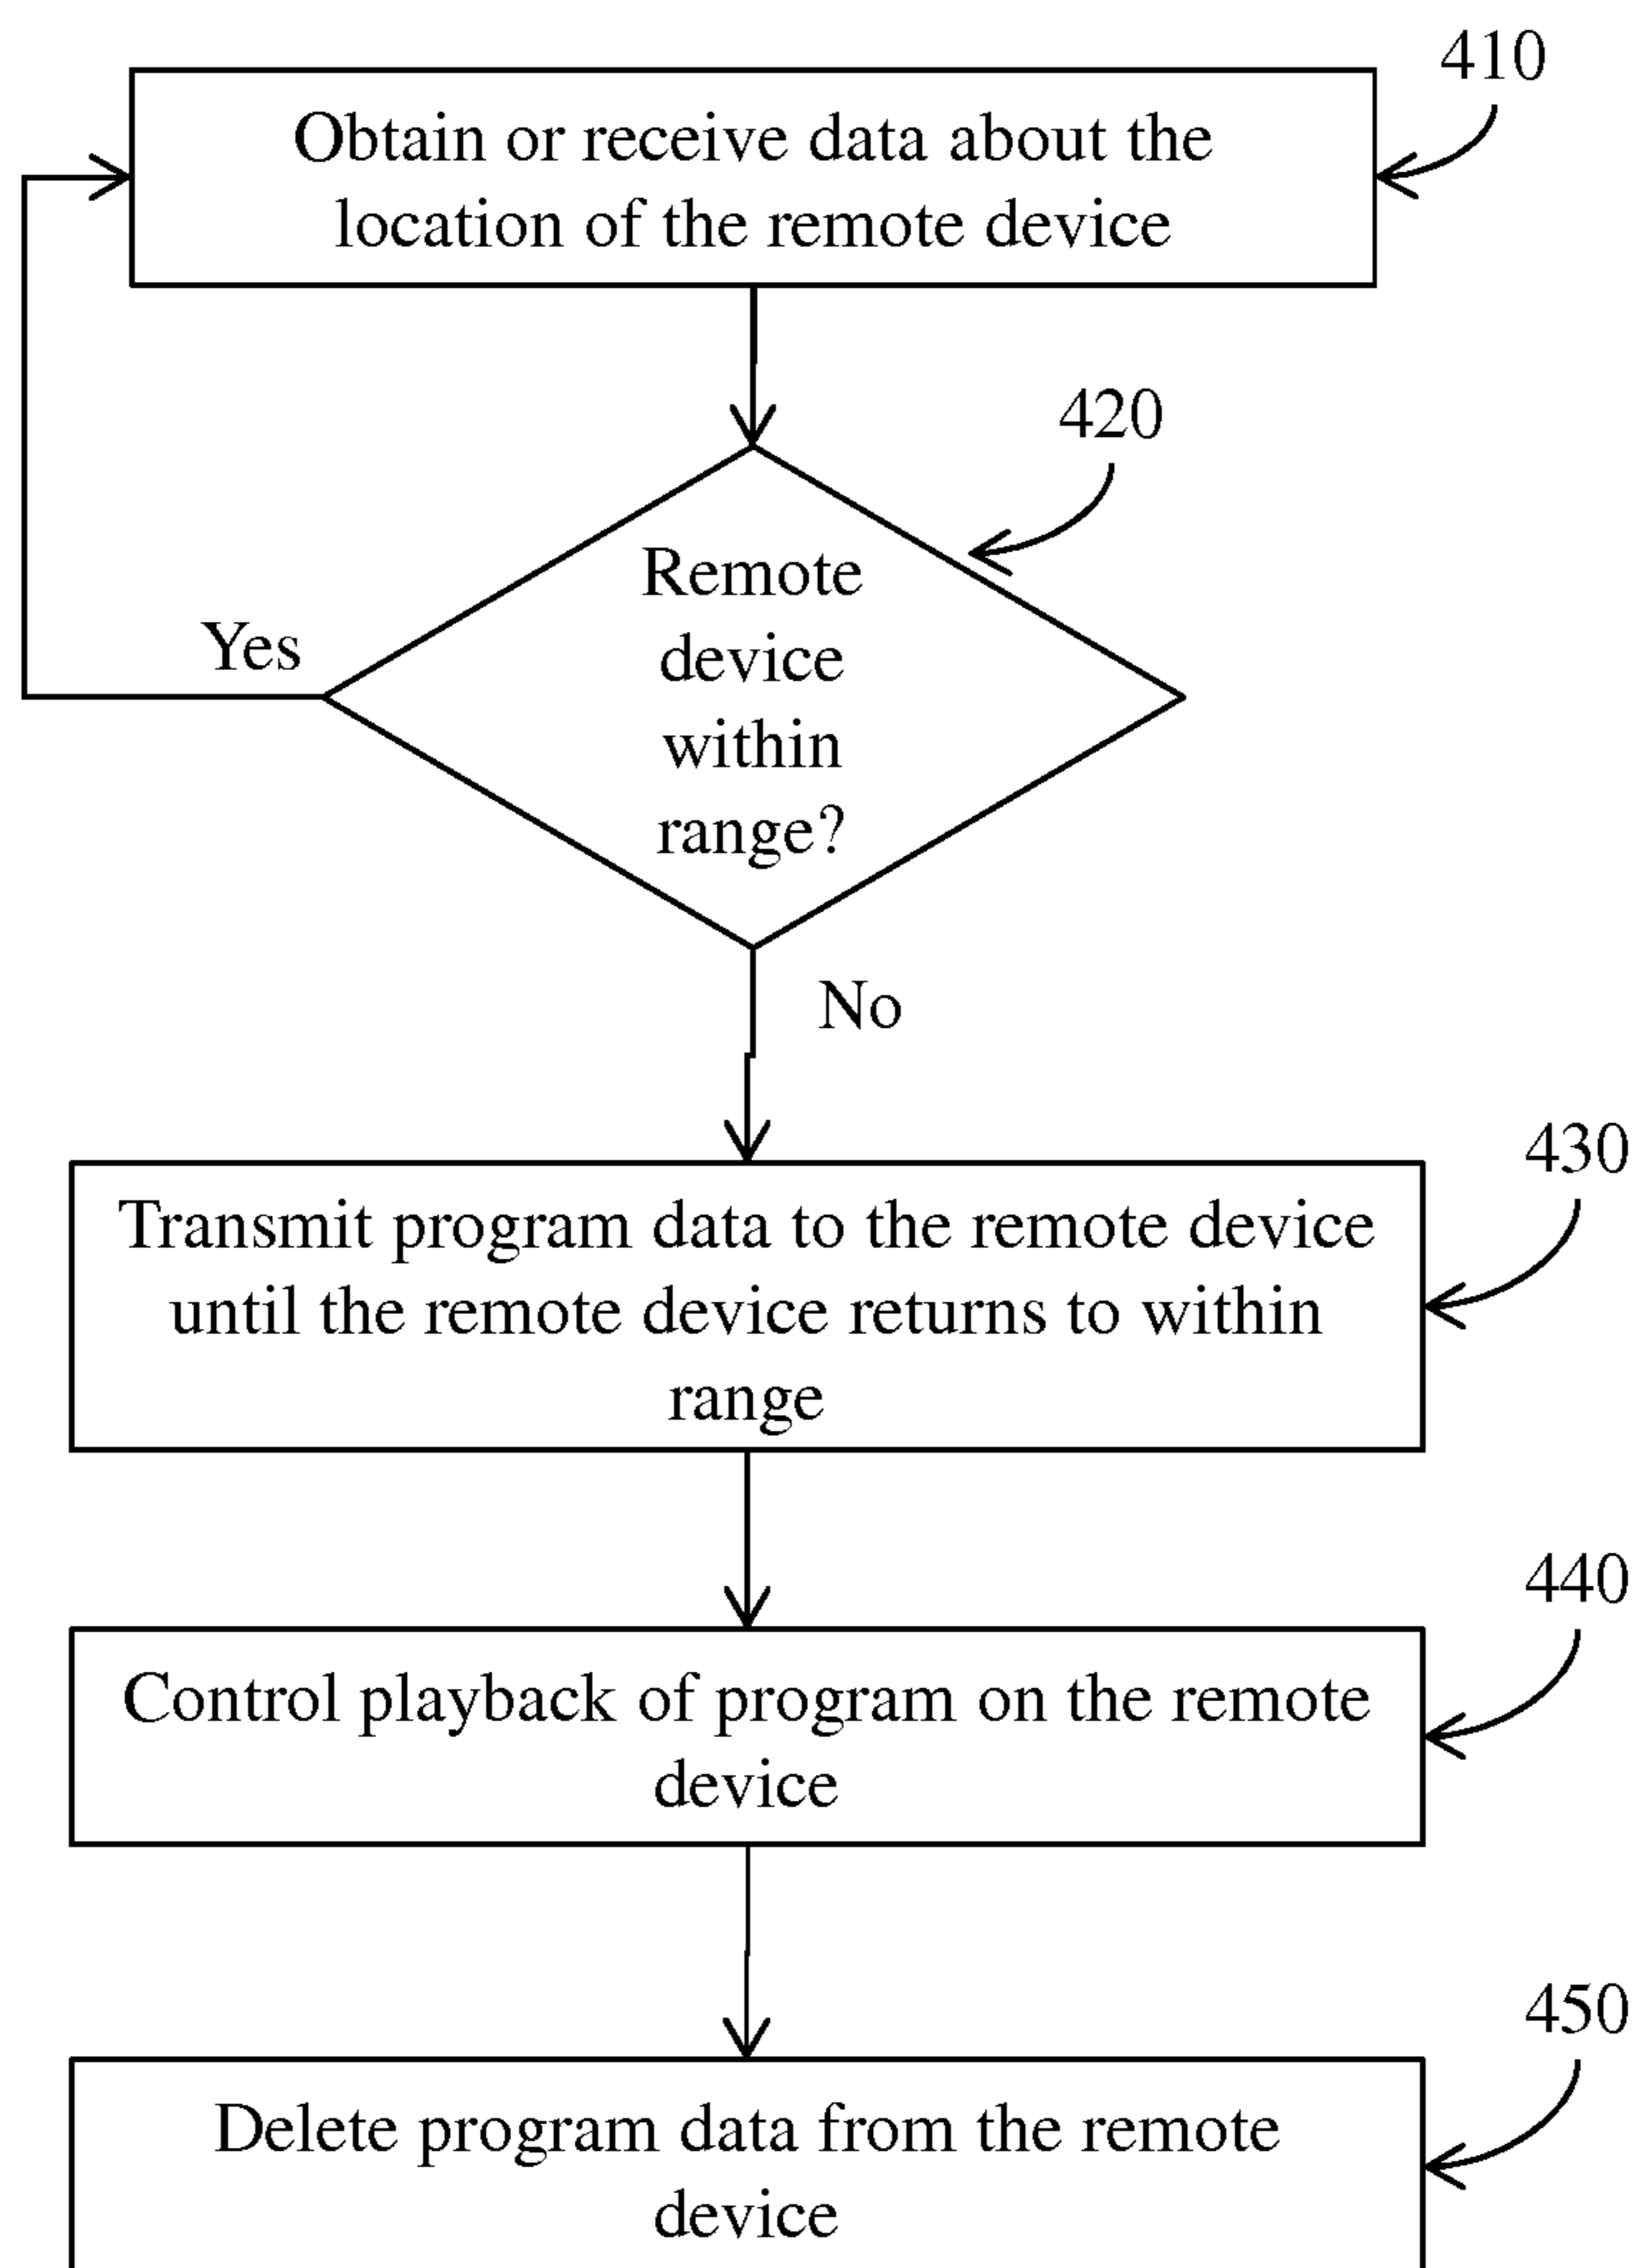 410
Obtain or receive data about the
location of the remote device
420
Remote
device
within
range?
Yes
No
430
Transmit program data to the remote device
until the remote device returns to within
range
440
Control playback of program on the remote
device
450
Delete program data from the remote
device